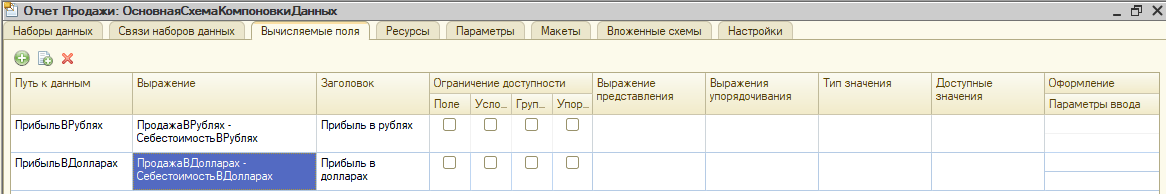 Отчет Продажи: ОсновнаяСхемаКомпоновкиДанных
Наборы данных Связи наборов данных Вычисляемые поля Ресурсы Параметры Макеты Вложенные схемы Настройки
Путь к данным Выражение Заголовок Ограничение доступности Выражение представления Выражения упорядочивания Тип значения Доступные значения Оформление
Поле Усло... Груп... Упор... Параметры ввода
ПрибыльВРублях ПродажаВРублях - Прибыль в рублях
СебестоимостьВРублях
ПрибыльВДолларах ПродажаВДолларах - Прибыль в
СебестоимостьВДолларах долларах